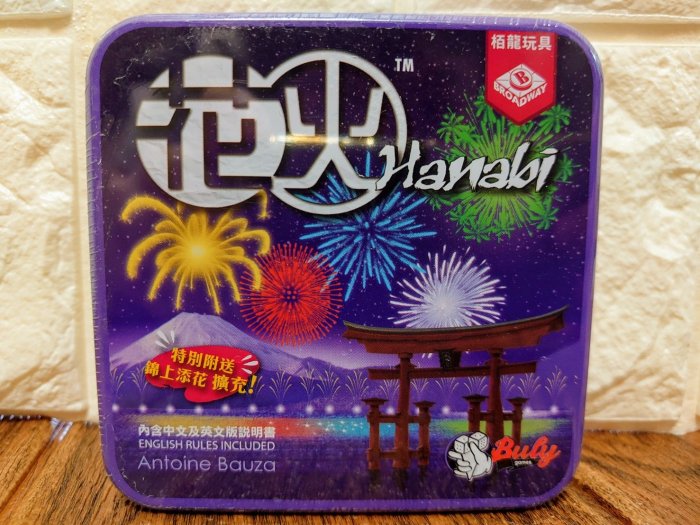 栢龍玩具
B
BROADWAY
花火
TM
Hanabi
特別附送
錦上添花 擴充!
內含中文及英文版說明書
ENGLISH RULES INCLUDED
Antoine Bauza
Buly
games